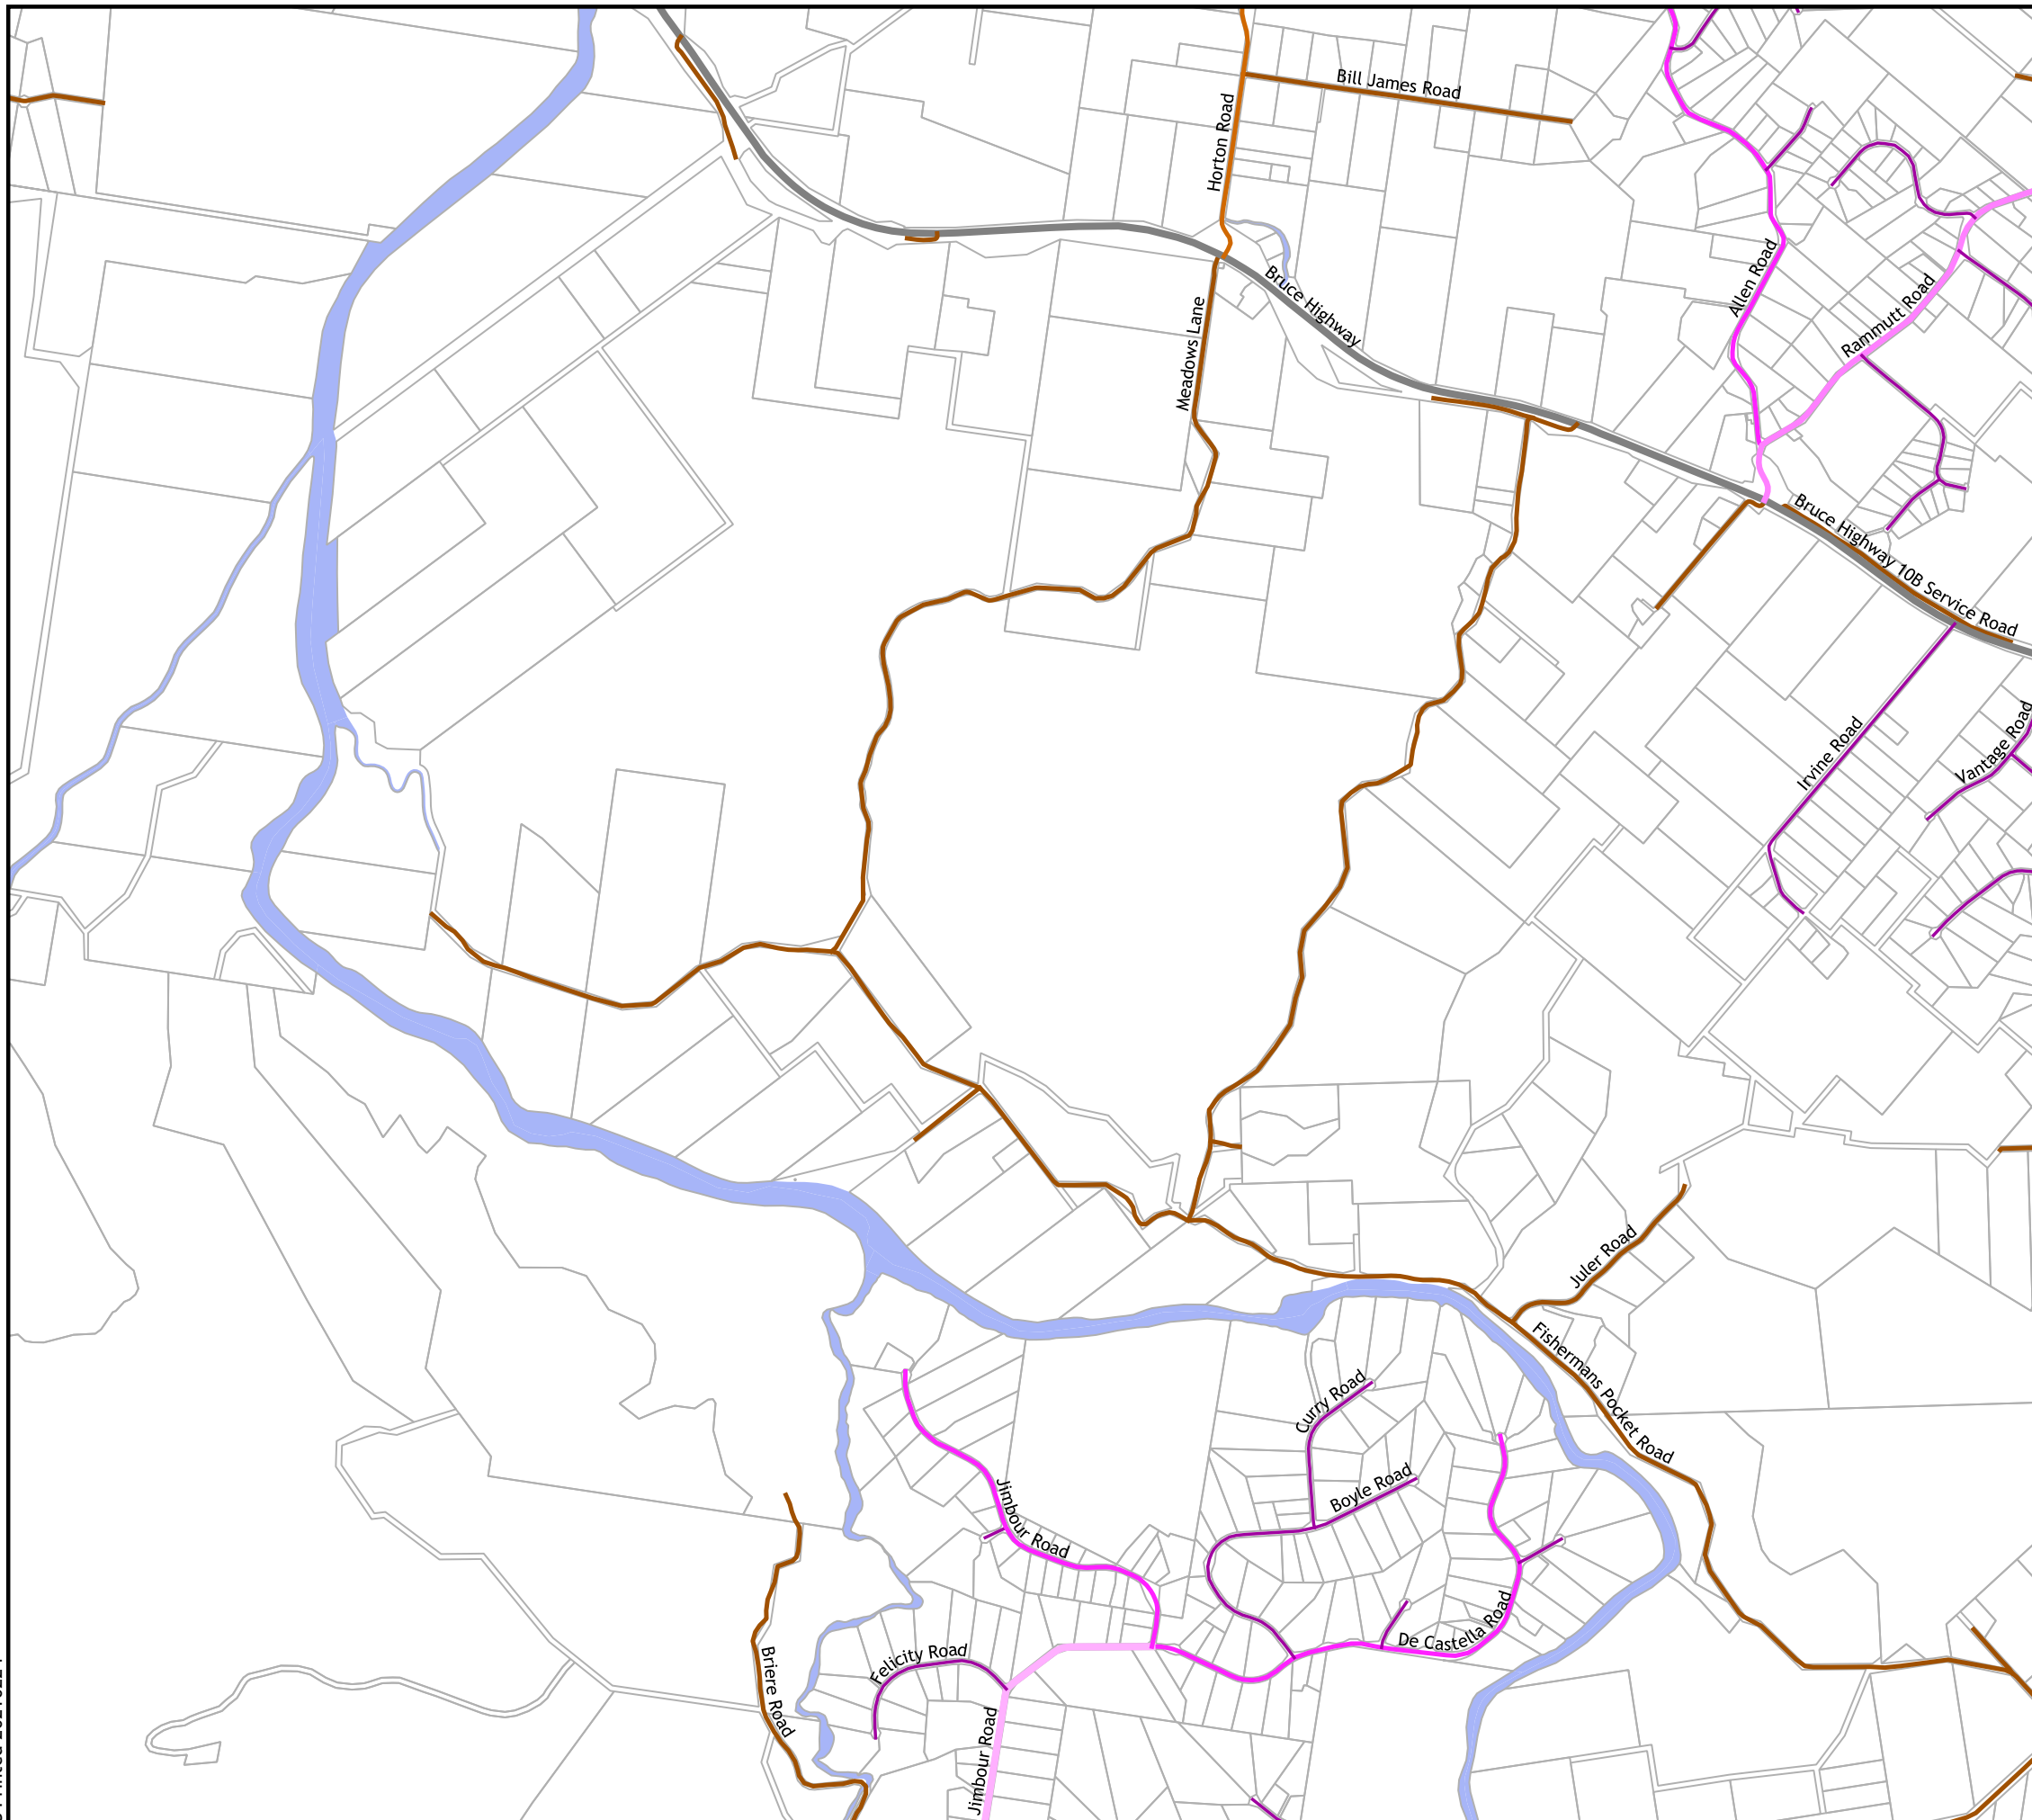 Bill James Road
Horton Road
Allen Road
Bruce Highway
Rammutt Road
Meadows Lane
Bruce Highway 10B Service Road
Irvine Road
Vantage Road
Juler Road
Fishermans Pocket Road
Curry Road
Boyle Road
Jimbour Road
De Castella Road
Felicity Road
Briere Road
Jimbour Road